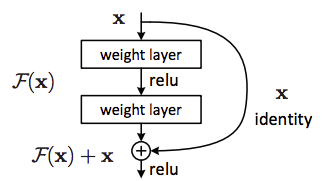 x
weight layer
F(x)
relu
x
weight layer
identity
F(x) + x
+
relu